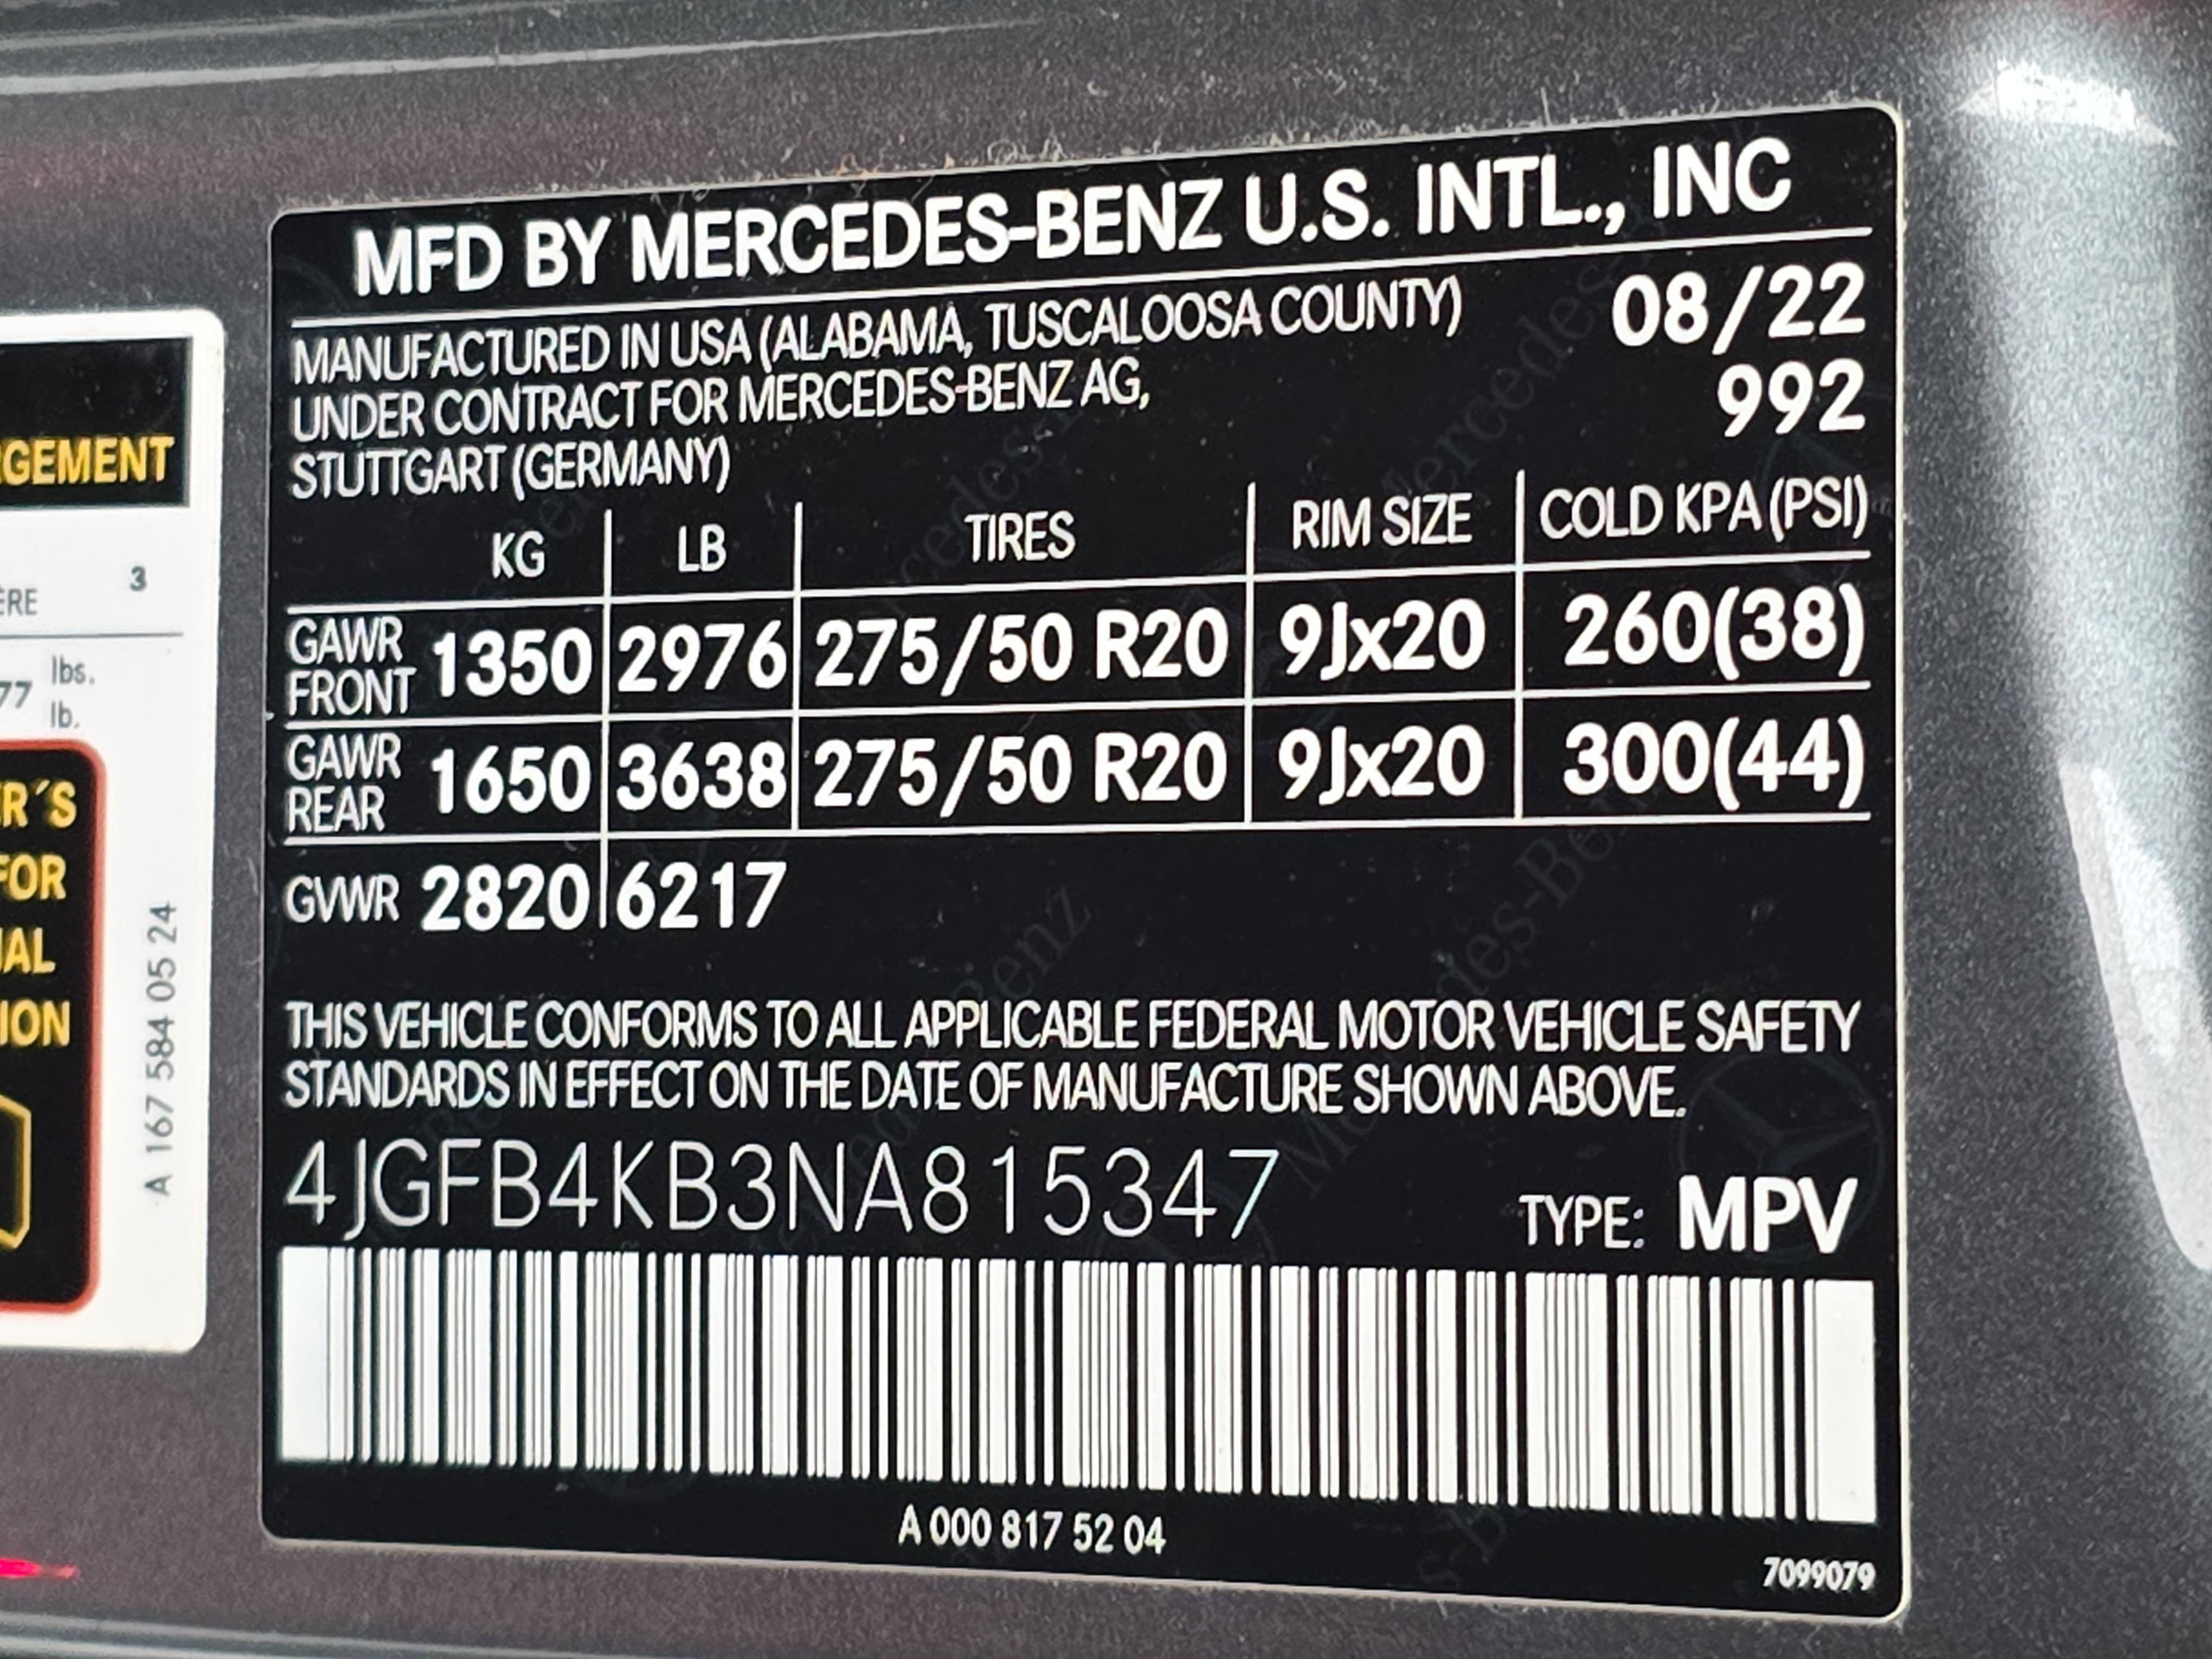 MFD BY MERCEDES-BENZ U.S. INTL., INC
MANUFACTURED IN USA (ALABAMA, TUSCALOOSA COUNTY) 08/22
UNDER CONTRACT FOR MERCEDES-BENZ AG, 992
STUTTGART (GERMANY)
KG LB TIRES RIM SIZE COLD KPA (PSI)
GAWR FRONT 1350 2976 275/50 R20 9Jx20 260(38)
GAWR REAR 1650 3638 275/50 R20 9Jx20 300(44)
GVWR 2820 6217
THIS VEHICLE CONFORMS TO ALL APPLICABLE FEDERAL MOTOR VEHICLE SAFETY
STANDARDS IN EFFECT ON THE DATE OF MANUFACTURE SHOWN ABOVE.
4JGFB4KB3NA815347 TYPE: MPV
A 000 817 52 04
7099079
3
lbs.
lb.
A 167 584 05 24